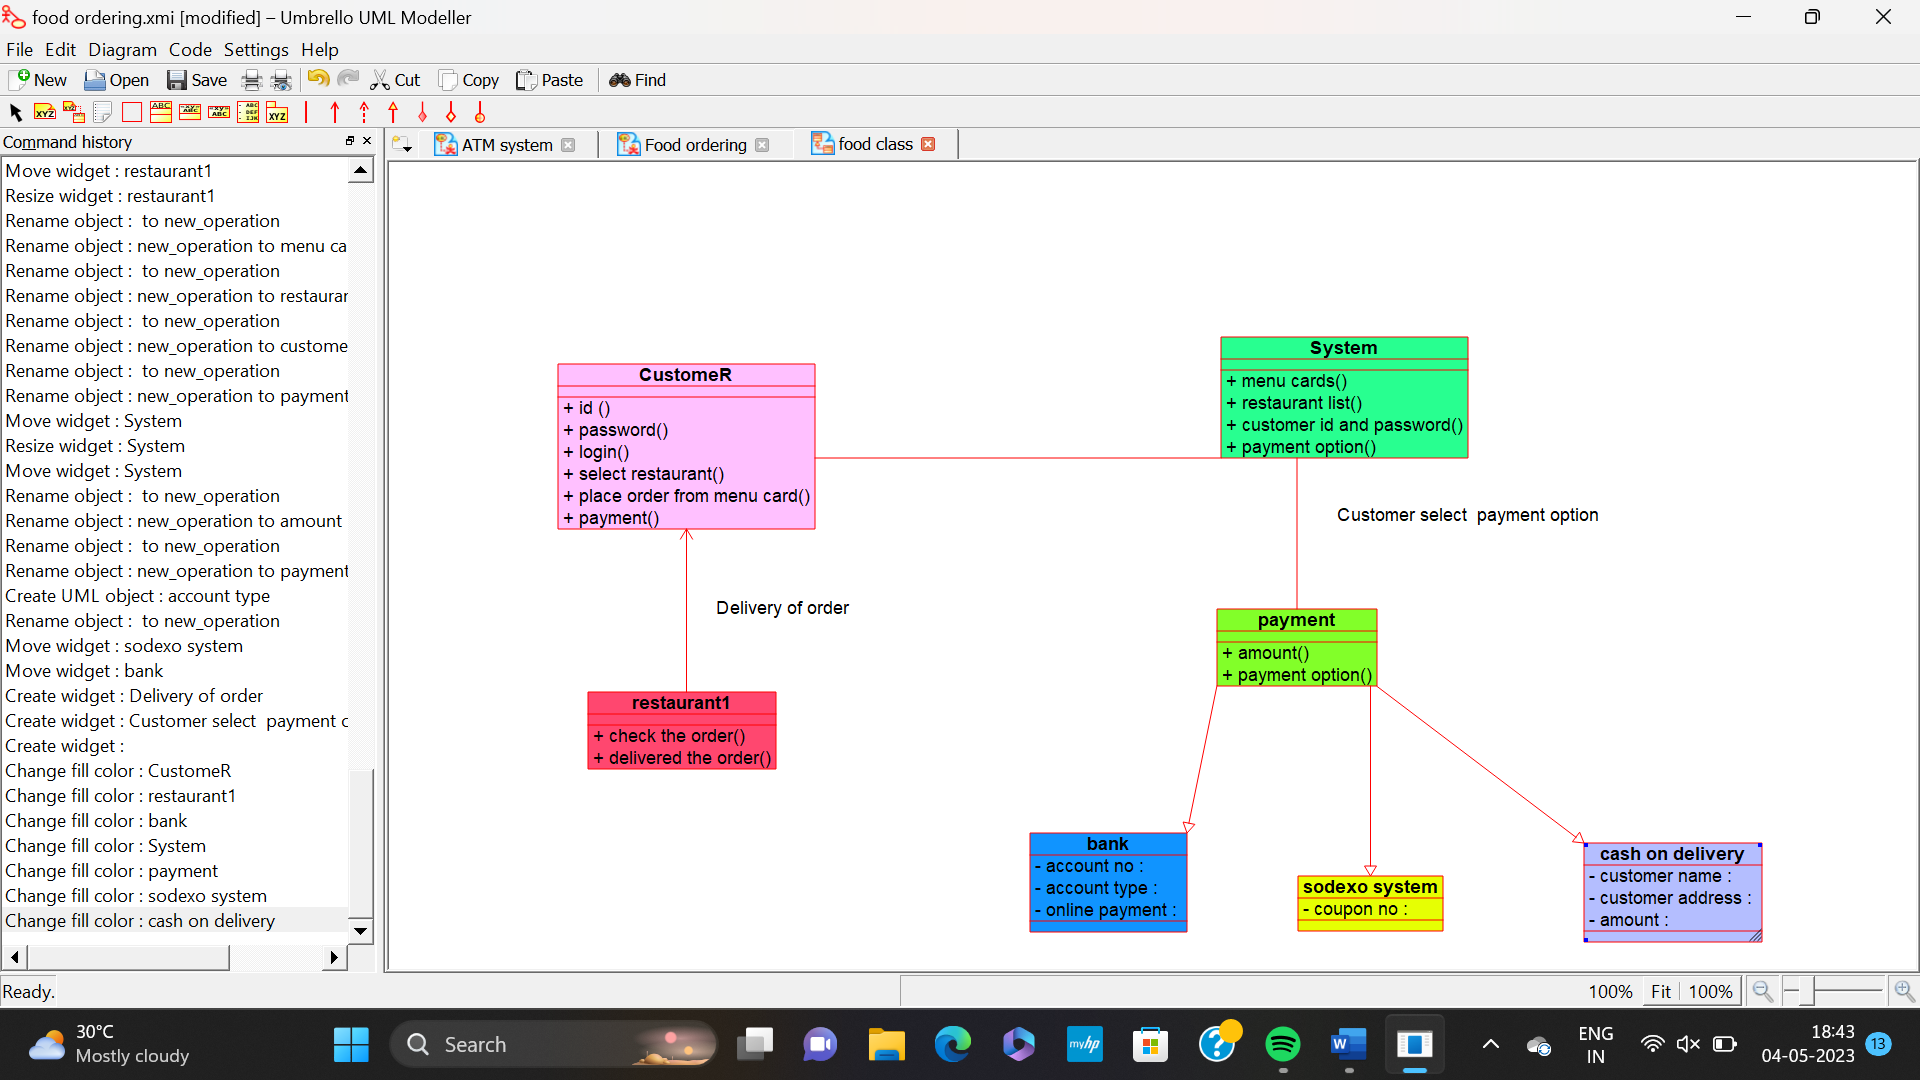 food ordering.xmi [modified] – Umbrello UML Modeller
File Edit Diagram Code Settings Help
New Open Save Cut Copy Paste Find
Command history
ATM system
Food ordering
food class
Move widget : restaurant1
Resize widget : restaurant1
Rename object :  to new_operation
Rename object : new_operation to menu ca
Rename object :  to new_operation
Rename object : new_operation to restaurar
Rename object :  to new_operation
Rename object : new_operation to custome
Rename object :  to new_operation
Rename object : new_operation to payment
Move widget : System
Resize widget : System
Move widget : System
Rename object :  to new_operation
Rename object : new_operation to amount
Rename object :  to new_operation
Rename object : new_operation to payment
Create UML object : account type
Rename object :  to new_operation
Move widget : sodexo system
Move widget : bank
Create widget : Delivery of order
Create widget : Customer select  payment c
Create widget :
Change fill color : CustomeR
Change fill color : restaurant1
Change fill color : bank
Change fill color : System
Change fill color : payment
Change fill color : sodexo system
Change fill color : cash on delivery
CustomeR
+ id ()
+ password()
+ login()
+ select restaurant()
+ place order from menu card()
+ payment()
System
+ menu cards()
+ restaurant list()
+ customer id and password()
+ payment option()
Customer select  payment option
Delivery of order
payment
+ amount()
+ payment option()
restaurant1
+ check the order()
+ delivered the order()
bank
- account no :
- account type :
- online payment :
sodexo system
- coupon no :
cash on delivery
- customer name :
- customer address :
- amount :
Ready.
100% Fit 100%
30°C
Mostly cloudy
Search
myhp
ENG
IN
18:43
04-05-2023
13